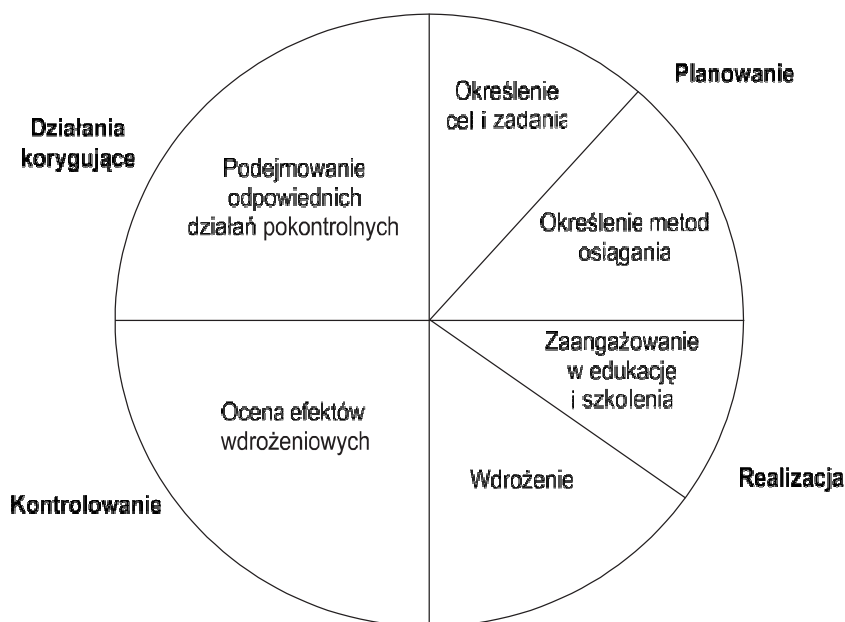 Planowanie
Określenie
cel i zadania
Określenie metod
osiągania
Zaangażowanie
w edukację
i szkolenia
Wdrożenie
Realizacja
Ocena efektów
wdrożeniowych
Kontrolowanie
Działania
korygujące
Podejmowanie
odpowiednich
działań pokontrolnych